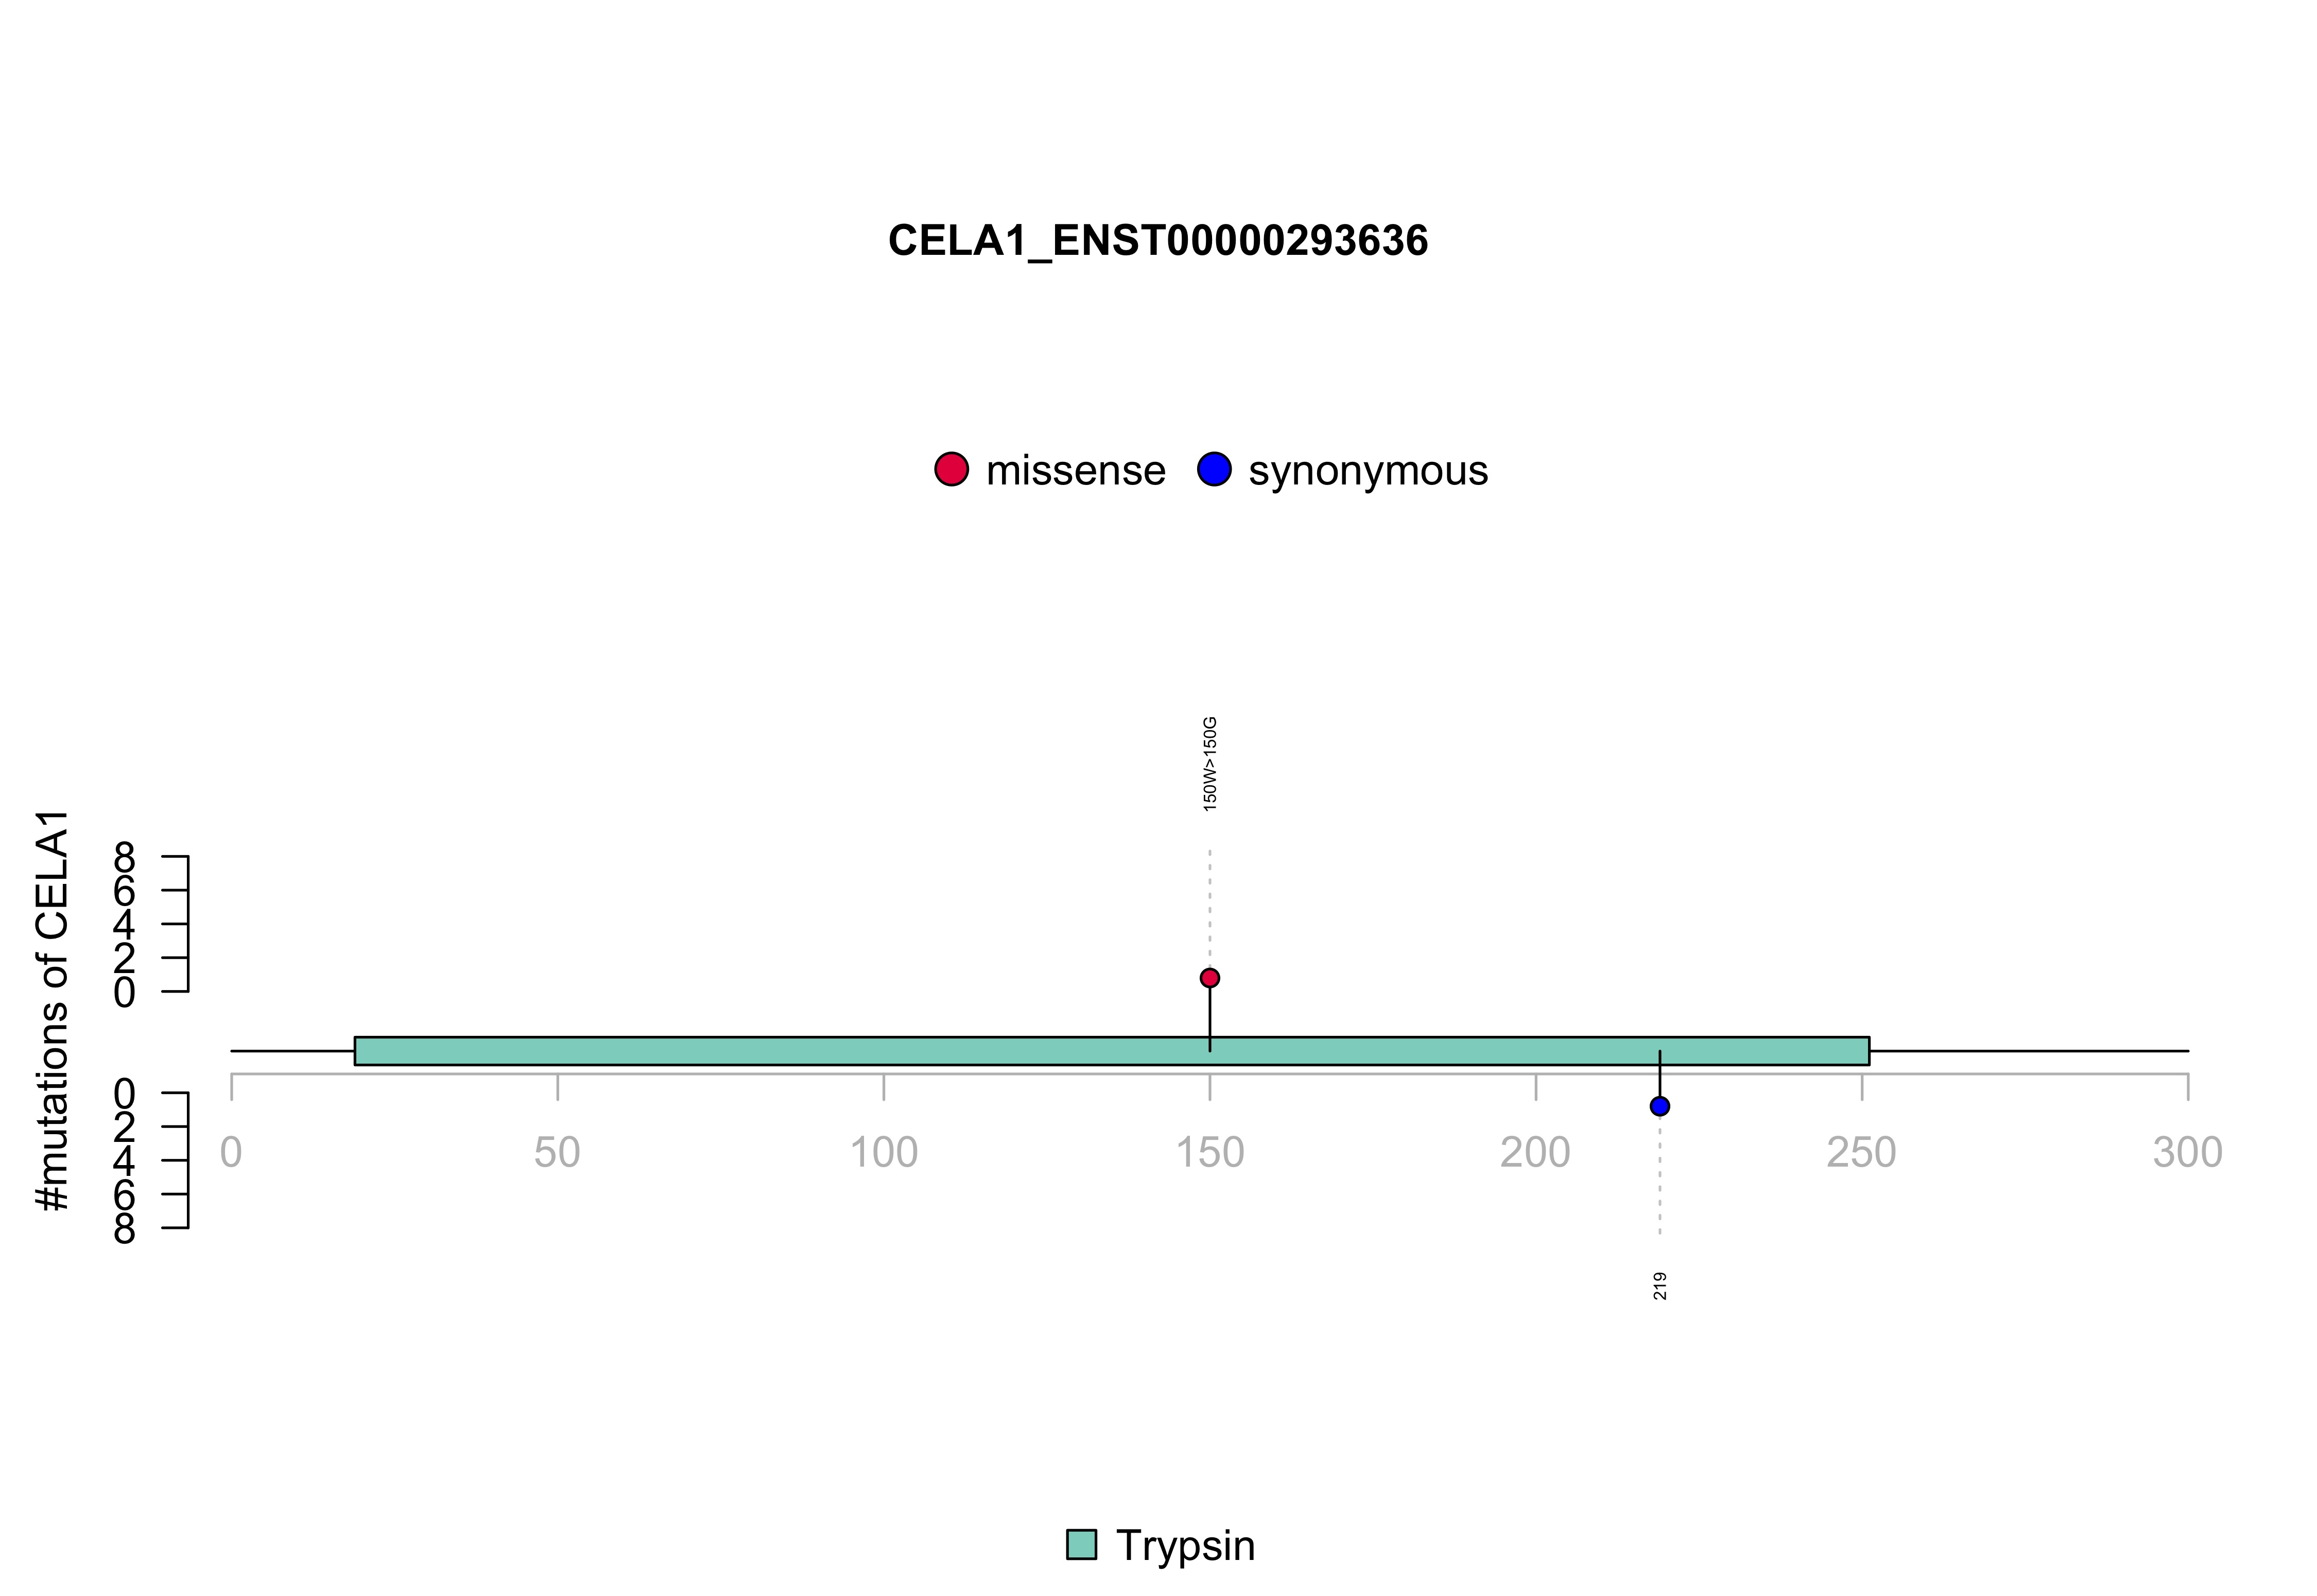 CELA1_ENST00000293636
missense synonymous
150W>150G
#mutations of CELA1
8
6
4
2
0
0
2
4
6
8
0 50 100 150 200 250 300
219
Trypsin